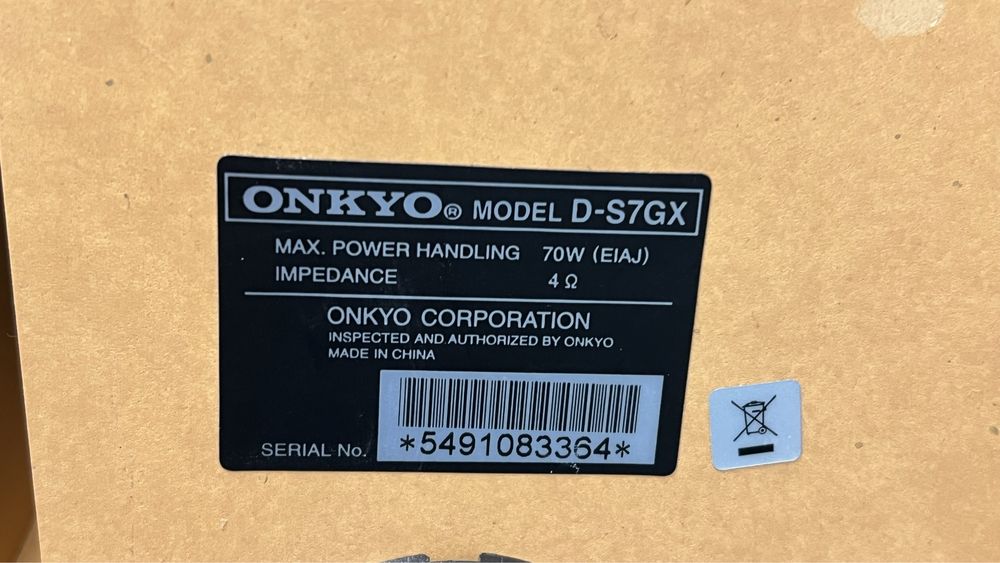 ONKYO® MODEL D-S7GX
MAX. POWER HANDLING 70W (EIAJ)
IMPEDANCE 4 Ω
ONKYO CORPORATION
INSPECTED AND AUTHORIZED BY ONKYO
MADE IN CHINA
SERIAL No. *5491083364*